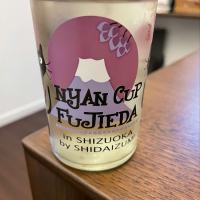 NYAN CUP
FUJIEDA
in SHIZUOKA
by SHIDAIZUMI